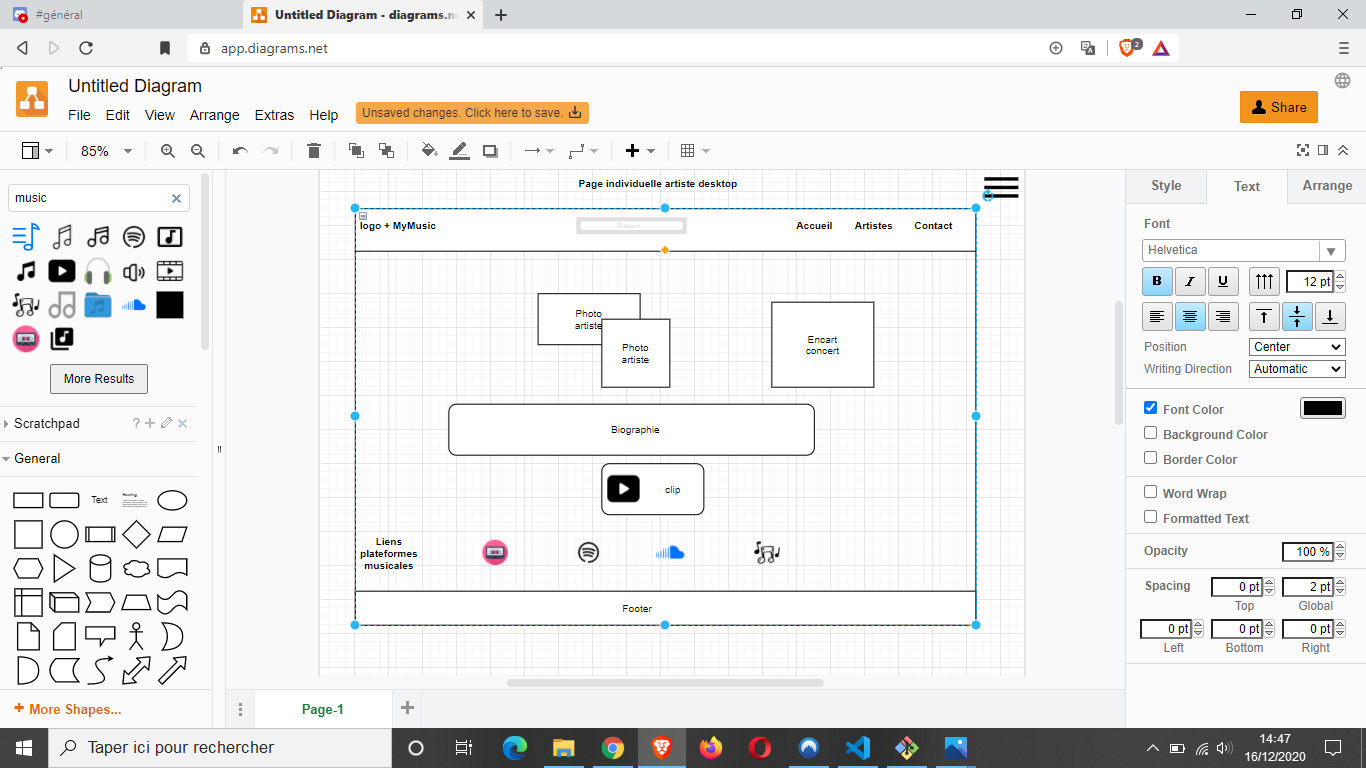 #général
Untitled Diagram - diagrams.n
app.diagrams.net
2
Untitled Diagram
File Edit View Arrange Extras Help
Unsaved changes. Click here to save.
Share
85%
music
More Results
Scratchpad
?
General
Text
Heading
More Shapes...
Page individuelle artiste desktop
logo + MyMusic
Search
Accueil
Artistes
Contact
Photo
artiste
Photo
artiste
Encart
concert
Biographie
clip
Liens
plateformes
musicales
Footer
Page-1
Style Text Arrange
Font
Helvetica
B I U
12 pt
Position
Center
Writing Direction
Automatic
Font Color
Background Color
Border Color
Word Wrap
Formatted Text
Opacity
100 %
Spacing
0 pt 2 pt
Top Global
0 pt 0 pt 0 pt
Left Bottom Right
Taper ici pour rechercher
14:47
16/12/2020